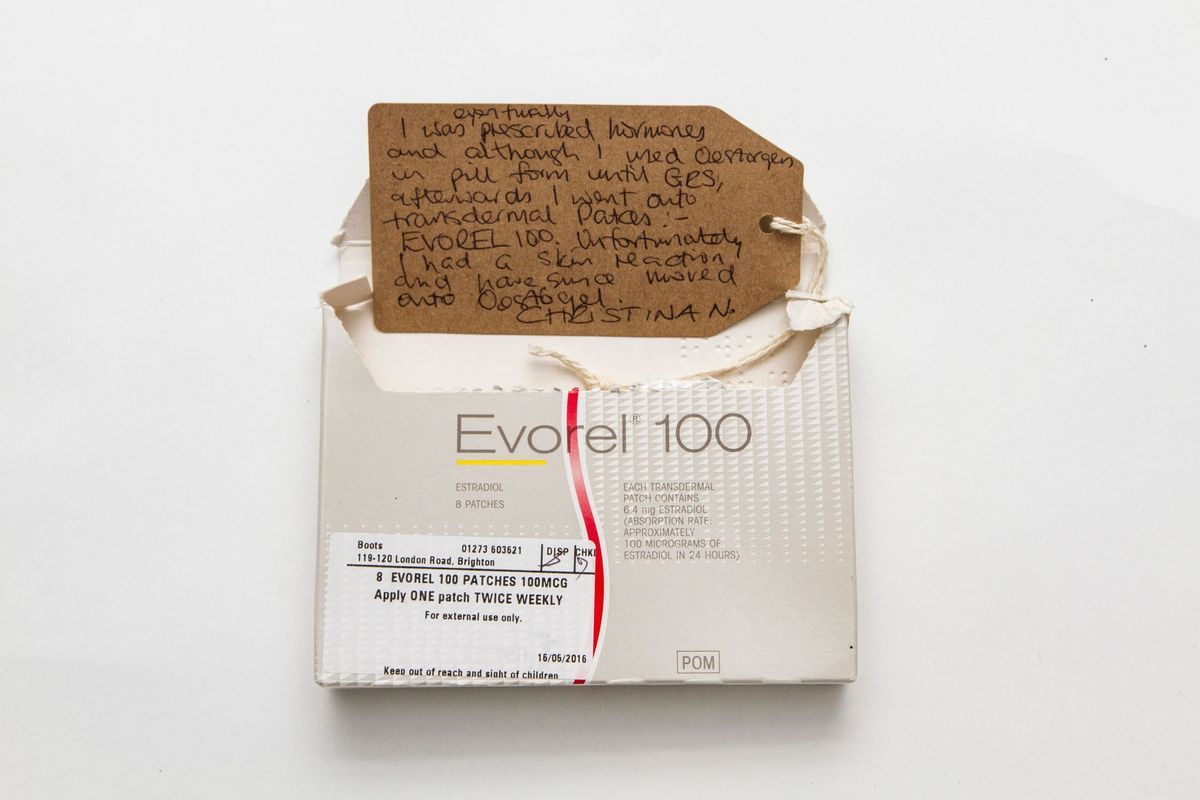 eventually
I was prescribed hormones
and although I used Oestorgen
in pill form until GRS,
afterwards I went onto
transdermal Patces :-
EVOREL 100. Unfortunately
I had a skin reaction
and have since moved
onto Oestogel.
CHRISTINA N.
Evorel® 100
ESTRADIOL
8 PATCHES
EACH TRANSDERMAL
PATCH CONTAINS
6.4 mg ESTRADIOL
(ABSORPTION RATE:
APPROXIMATELY
100 MICROGRAMS OF
ESTRADIOL IN 24 HOURS)
Boots 01273 603621 DISP CHKD
119-120 London Road, Brighton
8 EVOREL 100 PATCHES 100MCG
Apply ONE patch TWICE WEEKLY
For external use only.
16/05/2016
Keep out of reach and sight of children
POM